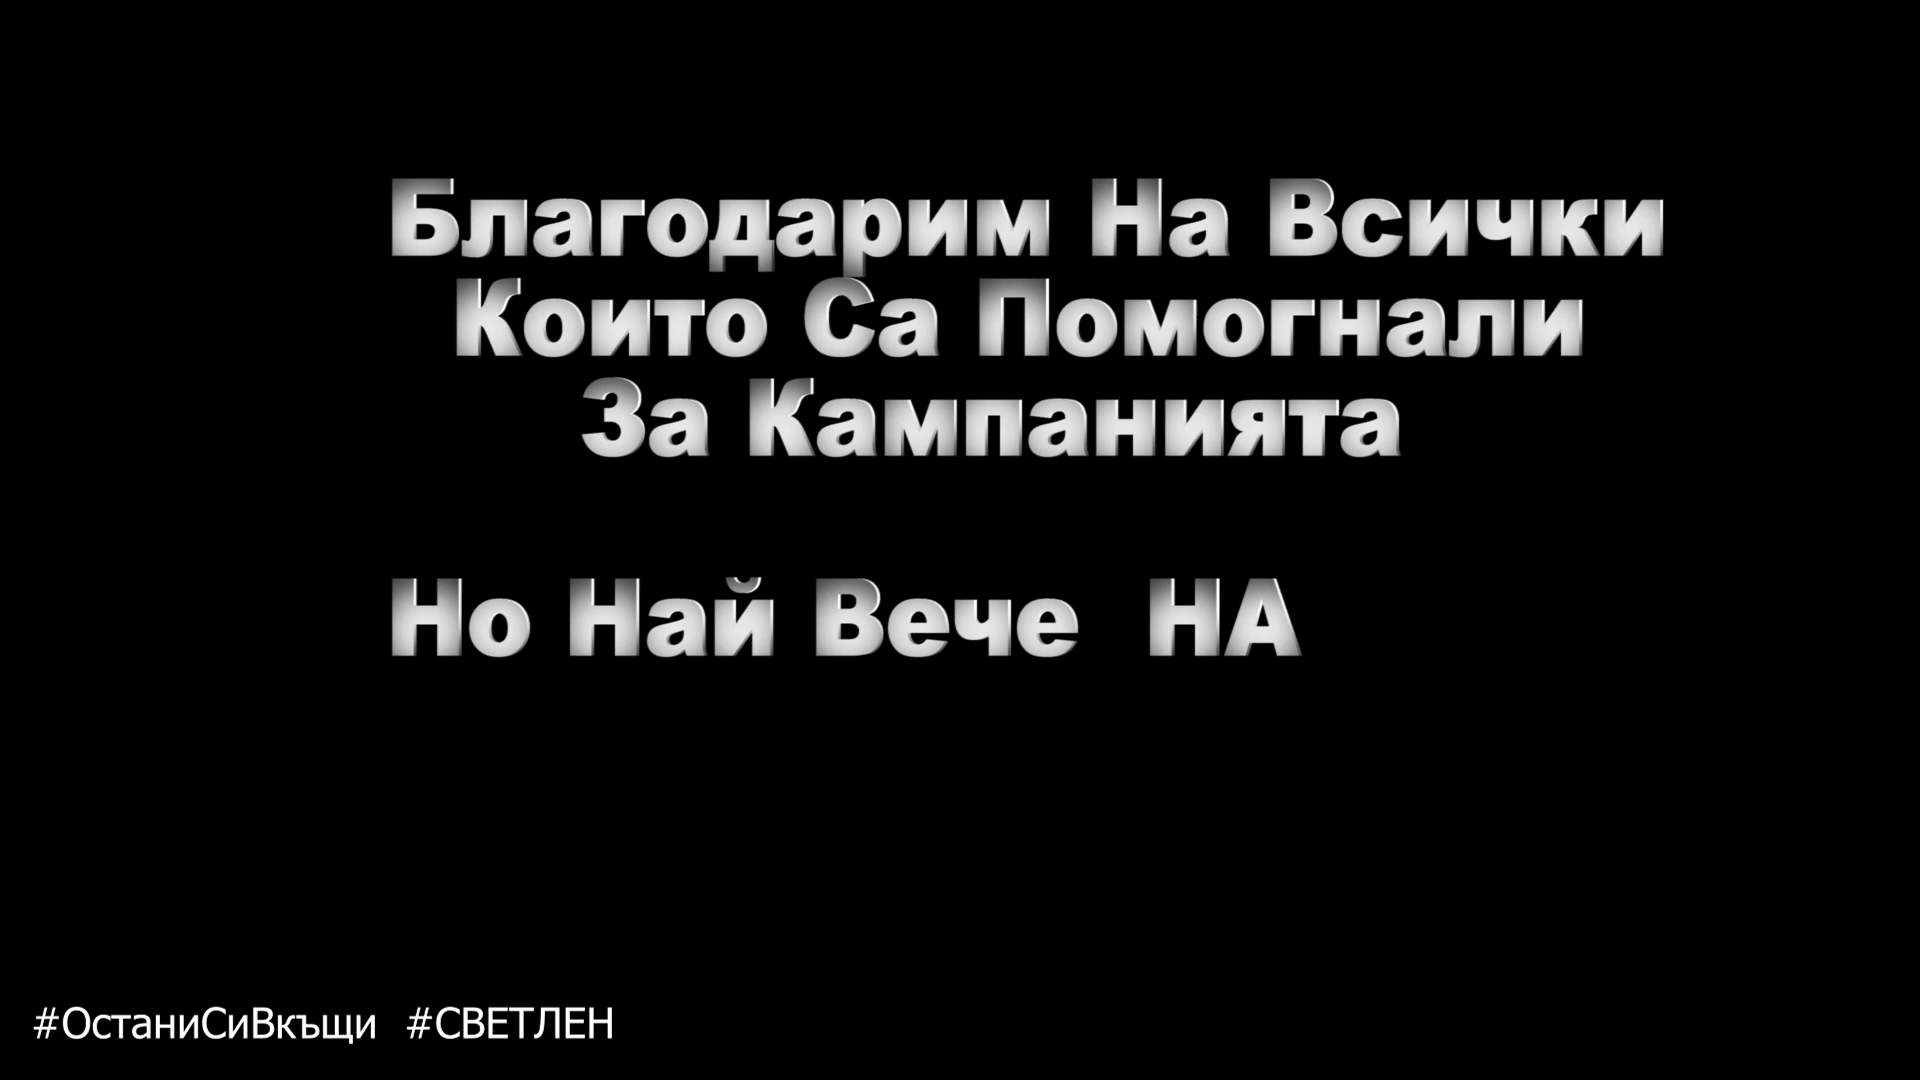 Благодарим На Всички
Които Са Помогнали
За Кампанията
Но Най Вече  НА
#ОстаниСиВкъщи  #СВЕТЛЕН